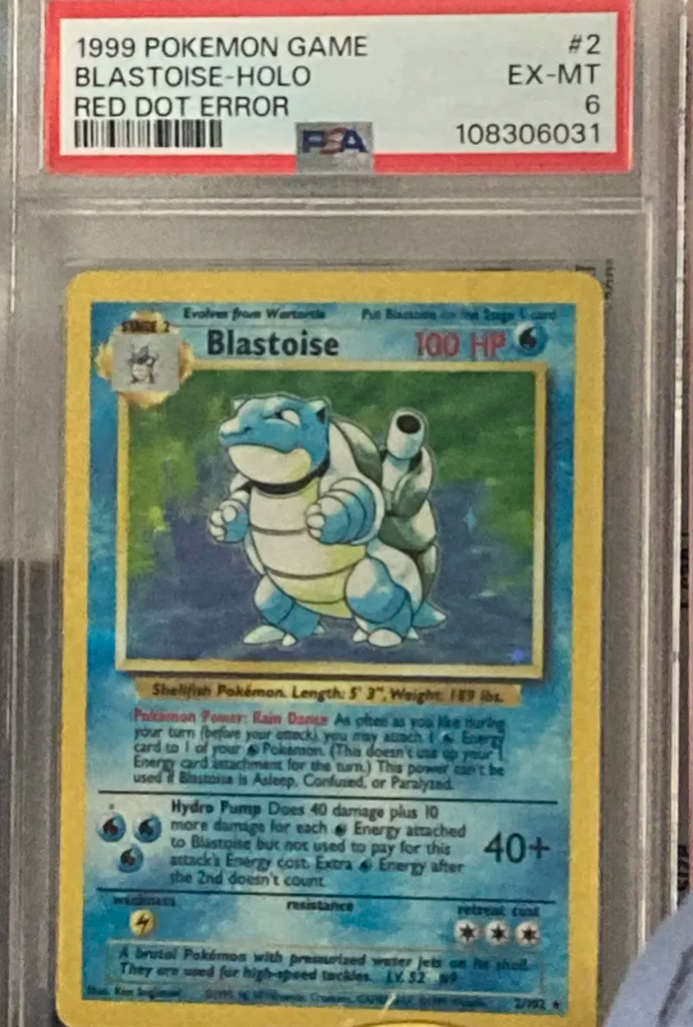 1999 POKEMON GAME #2
BLASTOISE-HOLO EX-MT
RED DOT ERROR 6
PSA 108306031
Evolves from Wartortle Put Blastoise on the Stage 1 card
STAGE 2
Blastoise 100 HP
Shellfish Pokémon. Length: 5' 3", Weight: 189 lbs.
Pokémon Power: Rain Dance As often as you like during
your turn (before your attack), you may attach 1 Energy
card to 1 of your Pokémon. (This doesn't use up your 1
Energy card attachment for the turn.) This power can't be
used if Blastoise is Asleep, Confused, or Paralyzed.
Hydro Pump Does 40 damage plus 10
more damage for each Energy attached
to Blastoise but not used to pay for this
attack's Energy cost. Extra Energy after
the 2nd doesn't count.
40+
weakness resistance retreat cost
A brutal Pokémon with pressurized water jets on its shell.
They are used for high-speed tackles. LV. 52 #9
Illus. Ken Sugimori
2/102 ★